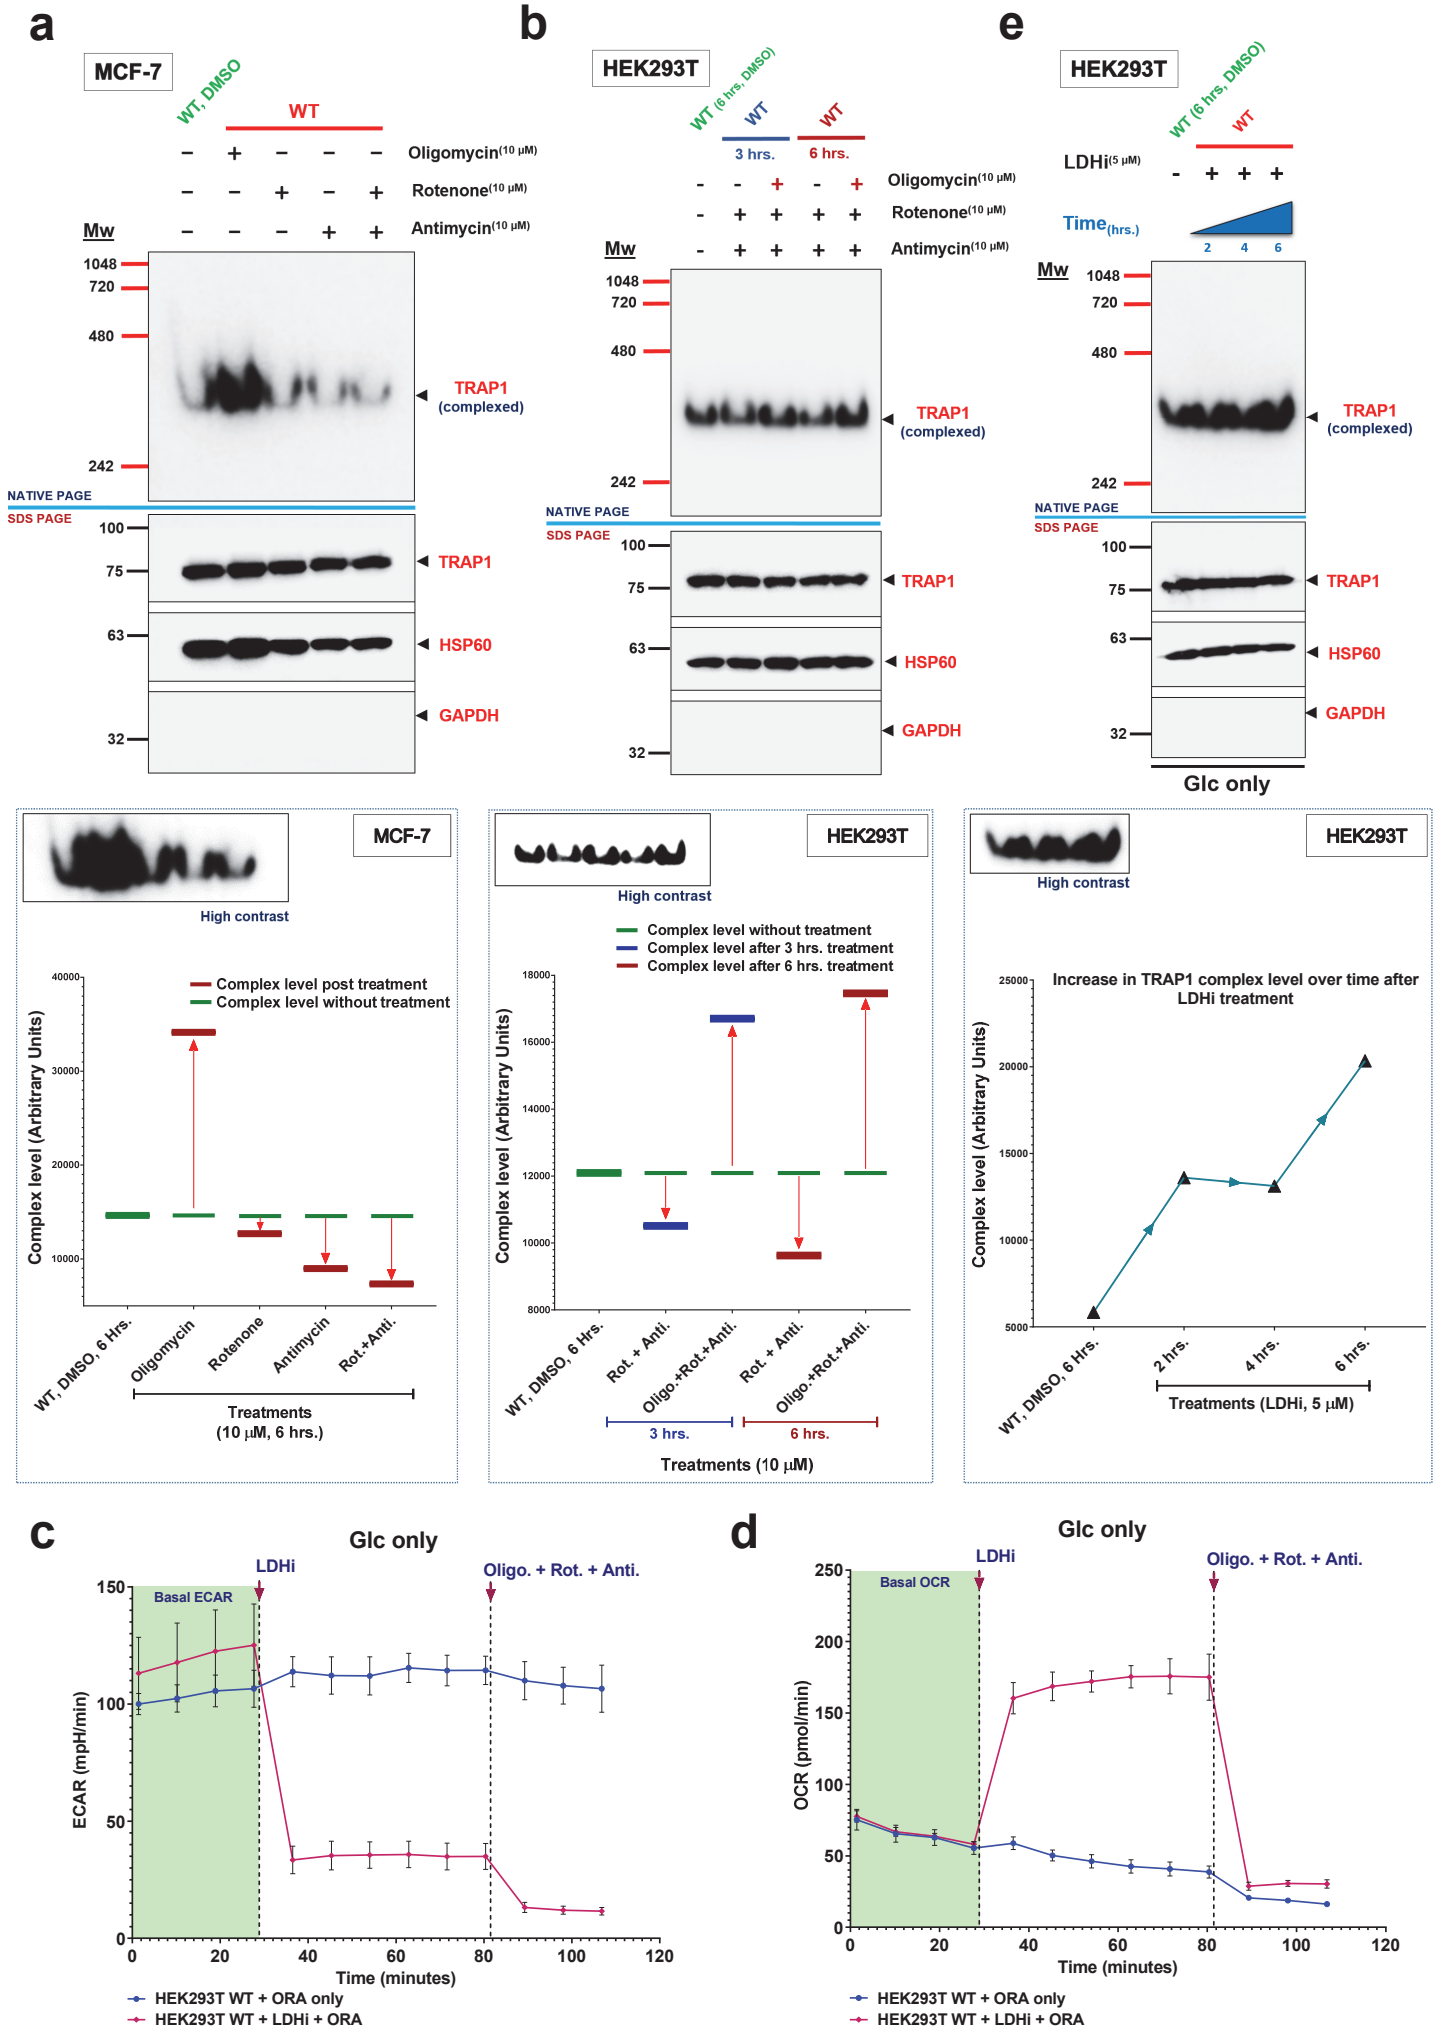 a
MCF-7
WT, DMSO
WT
− + − − − Oligomycin(10 µM)
− − + − + Rotenone(10 µM)
− − − + + Antimycin(10 µM)
Mw
1048
720
480
242
TRAP1
(complexed)
NATIVE PAGE
SDS PAGE
100
75
TRAP1
63
HSP60
GAPDH
32
MCF-7
High contrast
Complex level post treatment
Complex level without treatment
Complex level (Arbitrary Units)
40000
30000
20000
10000
WT, DMSO, 6 Hrs.
Oligomycin
Rotenone
Antimycin
Rot.+Anti.
Treatments
(10 µM, 6 hrs.)
b
HEK293T
WT (6 hrs, DMSO)
WT
WT
3 hrs.
6 hrs.
- - + - + Oligomycin(10 µM)
- + + + + Rotenone(10 µM)
- + + + + Antimycin(10 µM)
Mw
1048
720
480
242
TRAP1
(complexed)
NATIVE PAGE
SDS PAGE
100
75
TRAP1
63
HSP60
GAPDH
32
HEK293T
High contrast
Complex level without treatment
Complex level after 3 hrs. treatment
Complex level after 6 hrs. treatment
Complex level (Arbitrary Units)
18000
16000
14000
12000
10000
8000
WT, DMSO, 6 Hrs.
Rot. + Anti.
Oligo.+Rot.+Anti.
Rot. + Anti.
Oligo.+Rot.+Anti.
3 hrs.
6 hrs.
Treatments (10 µM)
e
HEK293T
WT (6 hrs, DMSO)
WT
LDHi(5 µM) - + + +
Time(hrs.)
2 4 6
Mw
1048
720
480
242
TRAP1
(complexed)
NATIVE PAGE
SDS PAGE
100
75
TRAP1
63
HSP60
GAPDH
32
Glc only
HEK293T
High contrast
Increase in TRAP1 complex level over time after
LDHi treatment
Complex level (Arbitrary Units)
25000
20000
15000
10000
5000
WT, DMSO, 6 Hrs.
2 hrs.
4 hrs.
6 hrs.
Treatments (LDHi, 5 µM)
c
Glc only
LDHi
Oligo. + Rot. + Anti.
Basal ECAR
ECAR (mpH/min)
150
100
50
0
0 20 40 60 80 100 120
Time (minutes)
HEK293T WT + ORA only
HEK293T WT + LDHi + ORA
d
Glc only
LDHi
Oligo. + Rot. + Anti.
Basal OCR
OCR (pmol/min)
250
200
150
100
50
0
0 20 40 60 80 100 120
Time (minutes)
HEK293T WT + ORA only
HEK293T WT + LDHi + ORA